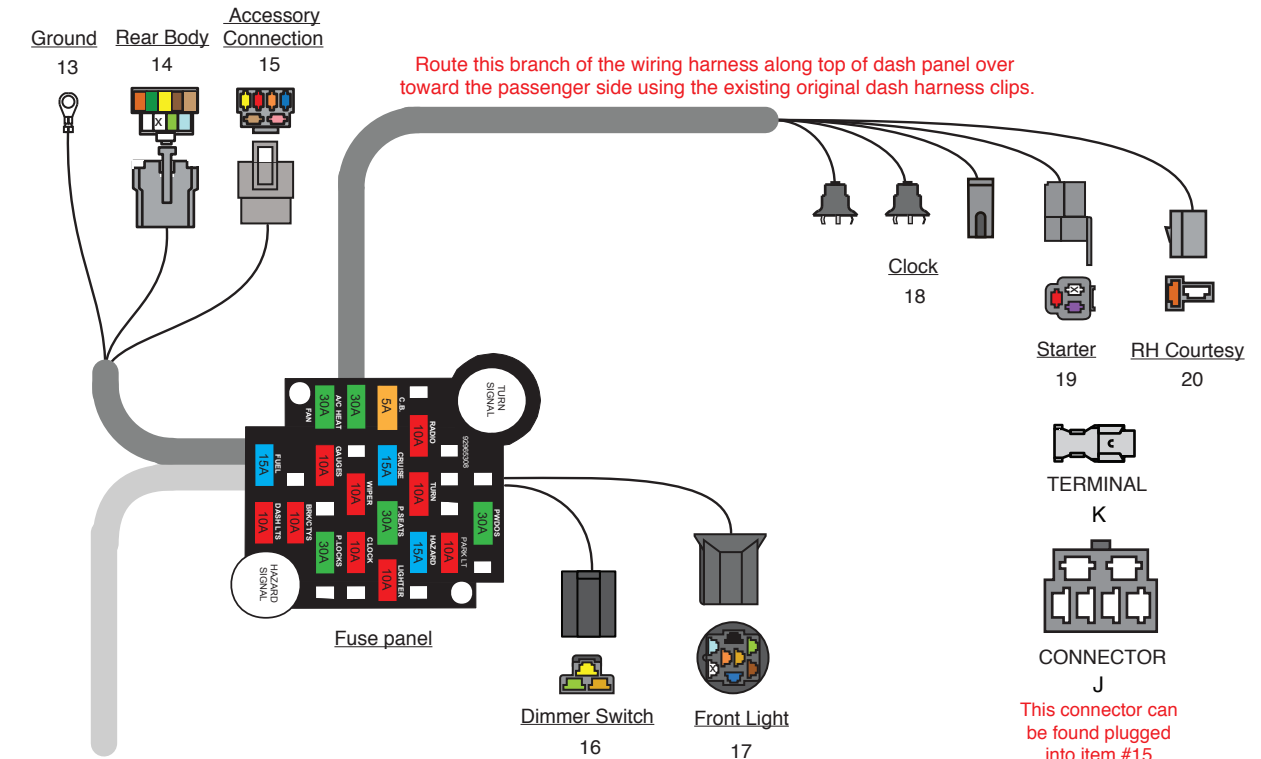 Ground
13
Rear Body
14
Accessory
Connection
15
Route this branch of the wiring harness along top of dash panel over
toward the passenger side using the existing original dash harness clips.
X
Clock
18
X
Starter
19
RH Courtesy
20
C
TERMINAL
K
CONNECTOR
J
This connector can
be found plugged
into item #15
TURN
SIGNAL
HAZARD
SIGNAL
FAN
30A
A/C HEAT
30A
5A
C.B.
10A
RADIO
92965308
FUEL
15A
10A
GAUGES
10A
WIPER
15A
CRUISE
10A
TURN
30A
PWDOS
10A
DASH LTS
10A
BRK/CTYS
30A
P.LOCKS
10A
CLOCK
30A
P.SEATS
10A
LIGHTER
15A
HAZARD
10A
PARK LT
Fuse panel
Dimmer Switch
16
X
Front Light
17